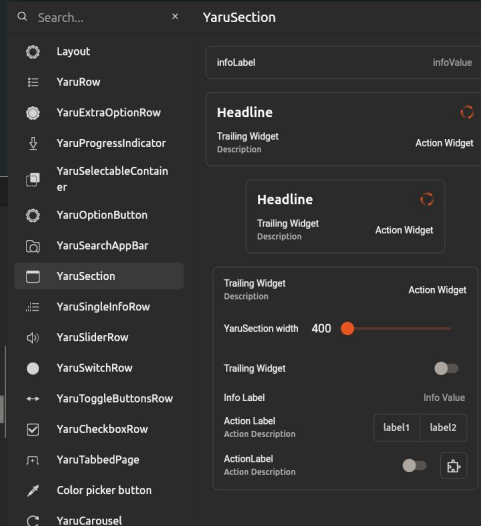 Search...
YaruSection
Layout
YaruRow
YaruExtraOptionRow
YaruProgressIndicator
YaruSelectableContain
er
YaruOptionButton
YaruSearchAppBar
YaruSection
YaruSingleInfoRow
YaruSliderRow
YaruSwitchRow
YaruToggleButtonsRow
YaruCheckboxRow
YaruTabbedPage
Color picker button
YaruCarousel
infoLabel infoValue
Headline
Trailing Widget
Description
Action Widget
Headline
Trailing Widget
Description
Action Widget
Trailing Widget
Description
Action Widget
YaruSection width 400
Trailing Widget
Info Label Info Value
Action Label
Action Description
label1 label2
ActionLabel
Action Description